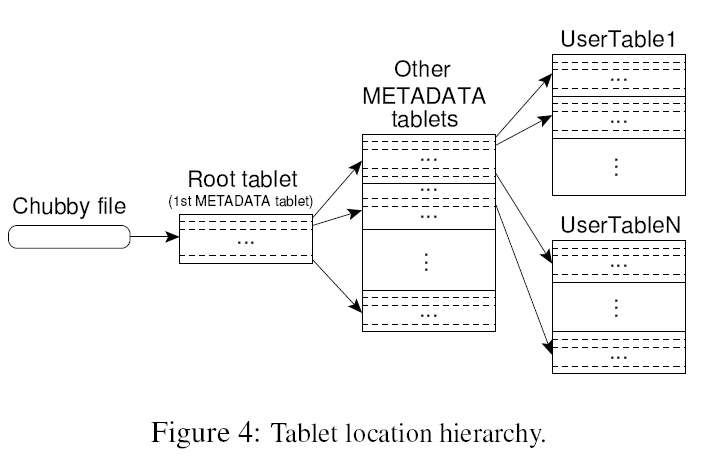 Chubby file
Root tablet
(1st METADATA tablet)
...
Other
METADATA
tablets
...
...
...
⋮
...
UserTable1
...
...
⋮
UserTableN
...
⋮
...
Figure 4: Tablet location hierarchy.